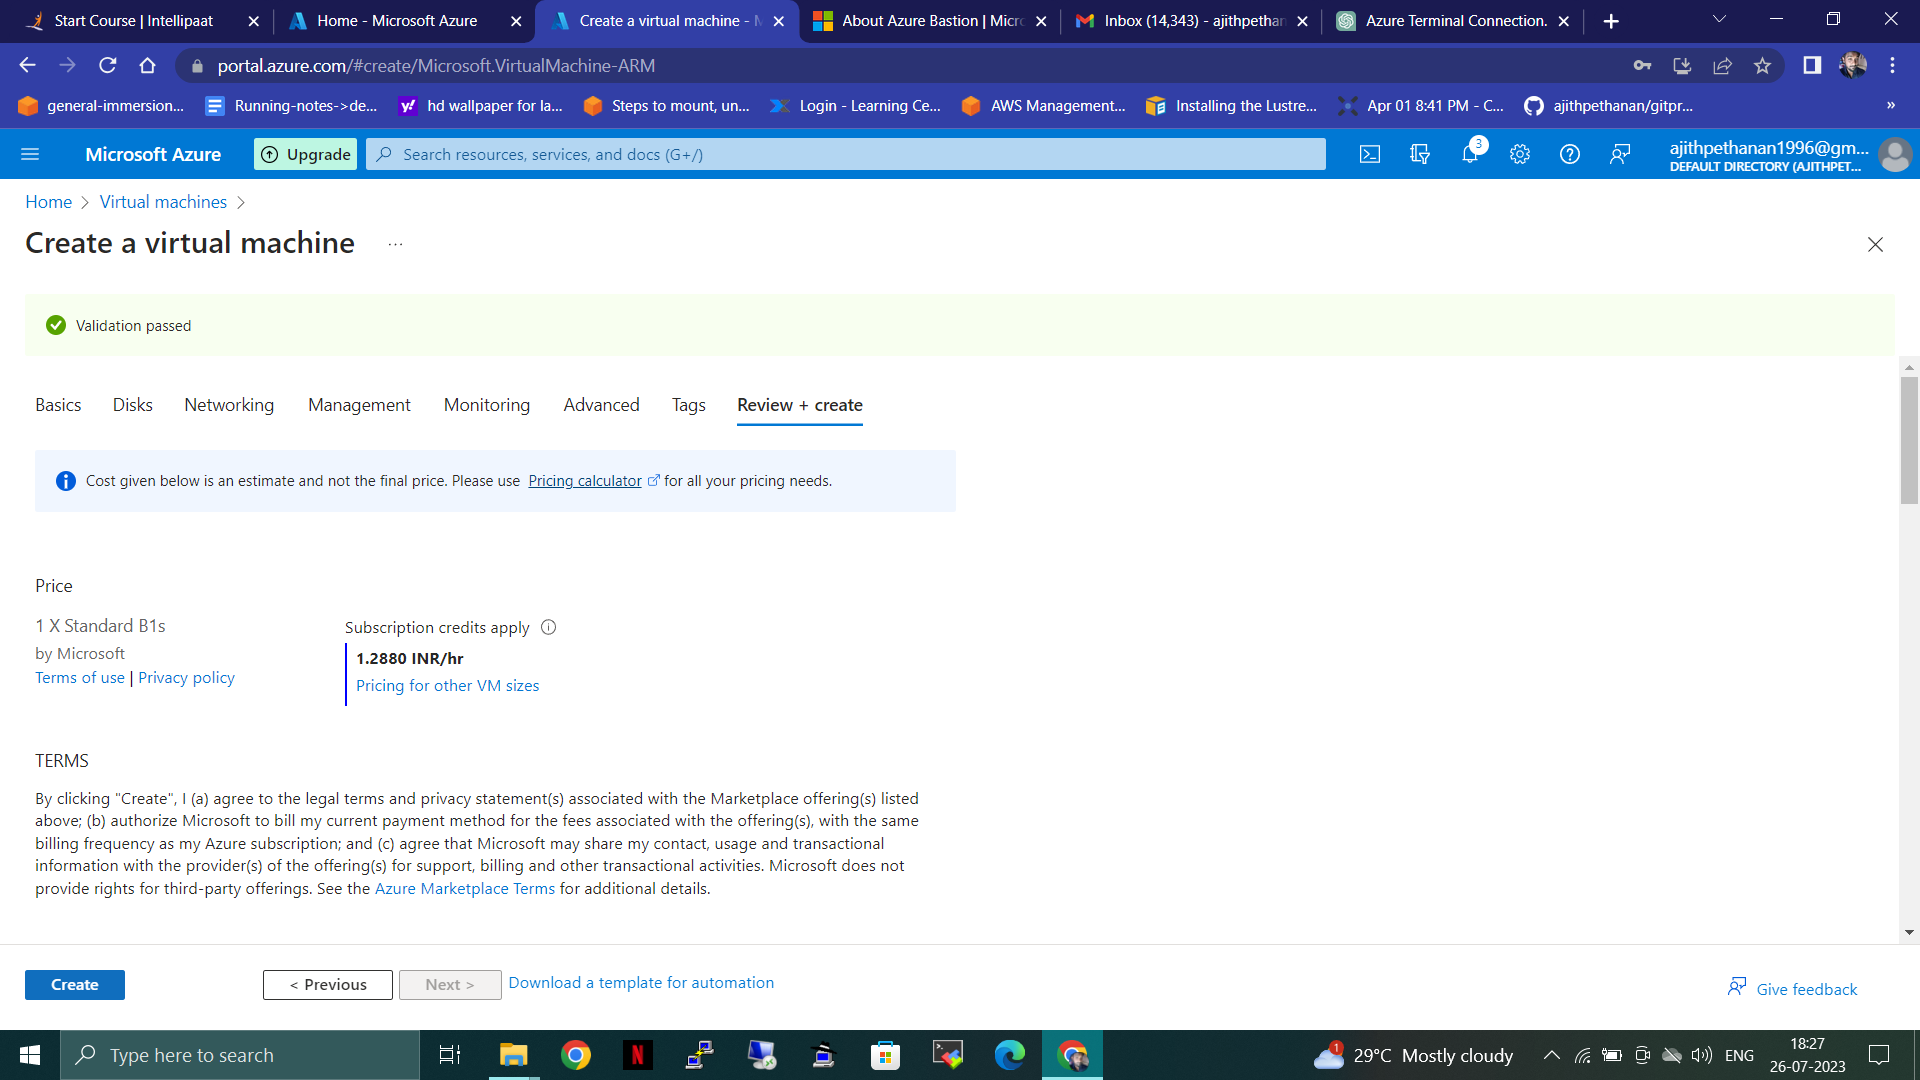 Start Course | Intellipaat
Home - Microsoft Azure
Create a virtual machine - M
About Azure Bastion | Micro
Inbox (14,343) - ajithpethan
Azure Terminal Connection.
portal.azure.com/#create/Microsoft.VirtualMachine-ARM
general-immersion...
Running-notes->de...
hd wallpaper for la...
Steps to mount, un...
Login - Learning Ce...
AWS Management...
Installing the Lustre...
Apr 01 8:41 PM - C...
ajithpethanan/gitpr...
»
Microsoft Azure
Upgrade
Search resources, services, and docs (G+/)
3
ajithpethanan1996@gm...
DEFAULT DIRECTORY (AJITHPET...
Home > Virtual machines >
Create a virtual machine ...
Validation passed
Basics Disks Networking Management Monitoring Advanced Tags Review + create
Cost given below is an estimate and not the final price. Please use Pricing calculator for all your pricing needs.
Price
1 X Standard B1s
by Microsoft
Terms of use | Privacy policy
Subscription credits apply
1.2880 INR/hr
Pricing for other VM sizes
TERMS
By clicking "Create", I (a) agree to the legal terms and privacy statement(s) associated with the Marketplace offering(s) listed
above; (b) authorize Microsoft to bill my current payment method for the fees associated with the offering(s), with the same
billing frequency as my Azure subscription; and (c) agree that Microsoft may share my contact, usage and transactional
information with the provider(s) of the offering(s) for support, billing and other transactional activities. Microsoft does not
provide rights for third-party offerings. See the Azure Marketplace Terms for additional details.
Create
< Previous
Next >
Download a template for automation
Give feedback
Type here to search
1
29°C Mostly cloudy
ENG
18:27
26-07-2023